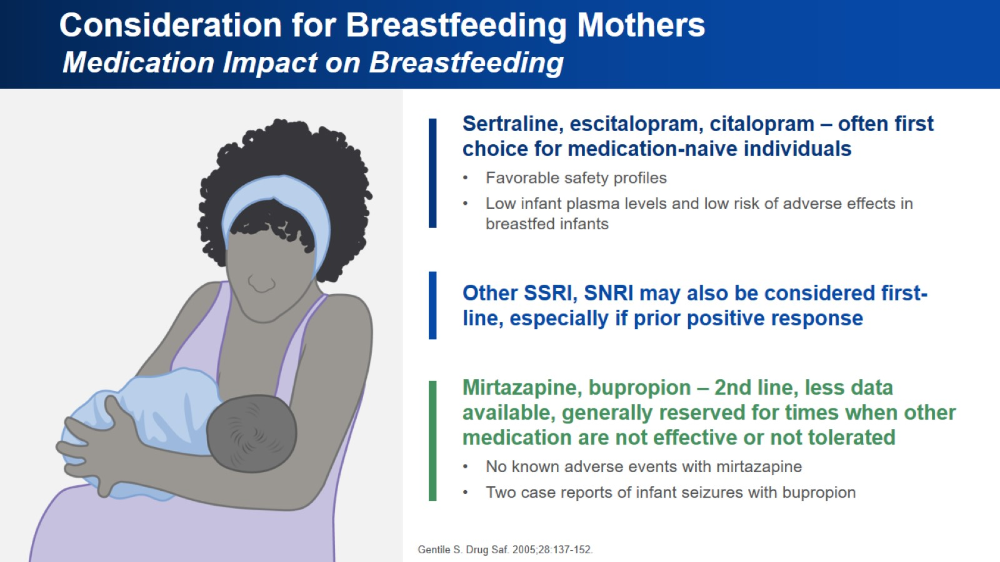 Consideration for Breastfeeding Mothers
Medication Impact on Breastfeeding
Sertraline, escitalopram, citalopram – often first
choice for medication-naive individuals
• Favorable safety profiles
• Low infant plasma levels and low risk of adverse effects in
breastfed infants
Other SSRI, SNRI may also be considered first-
line, especially if prior positive response
Mirtazapine, bupropion – 2nd line, less data
available, generally reserved for times when other
medication are not effective or not tolerated
• No known adverse events with mirtazapine
• Two case reports of infant seizures with bupropion
Gentile S. Drug Saf. 2005;28:137-152.